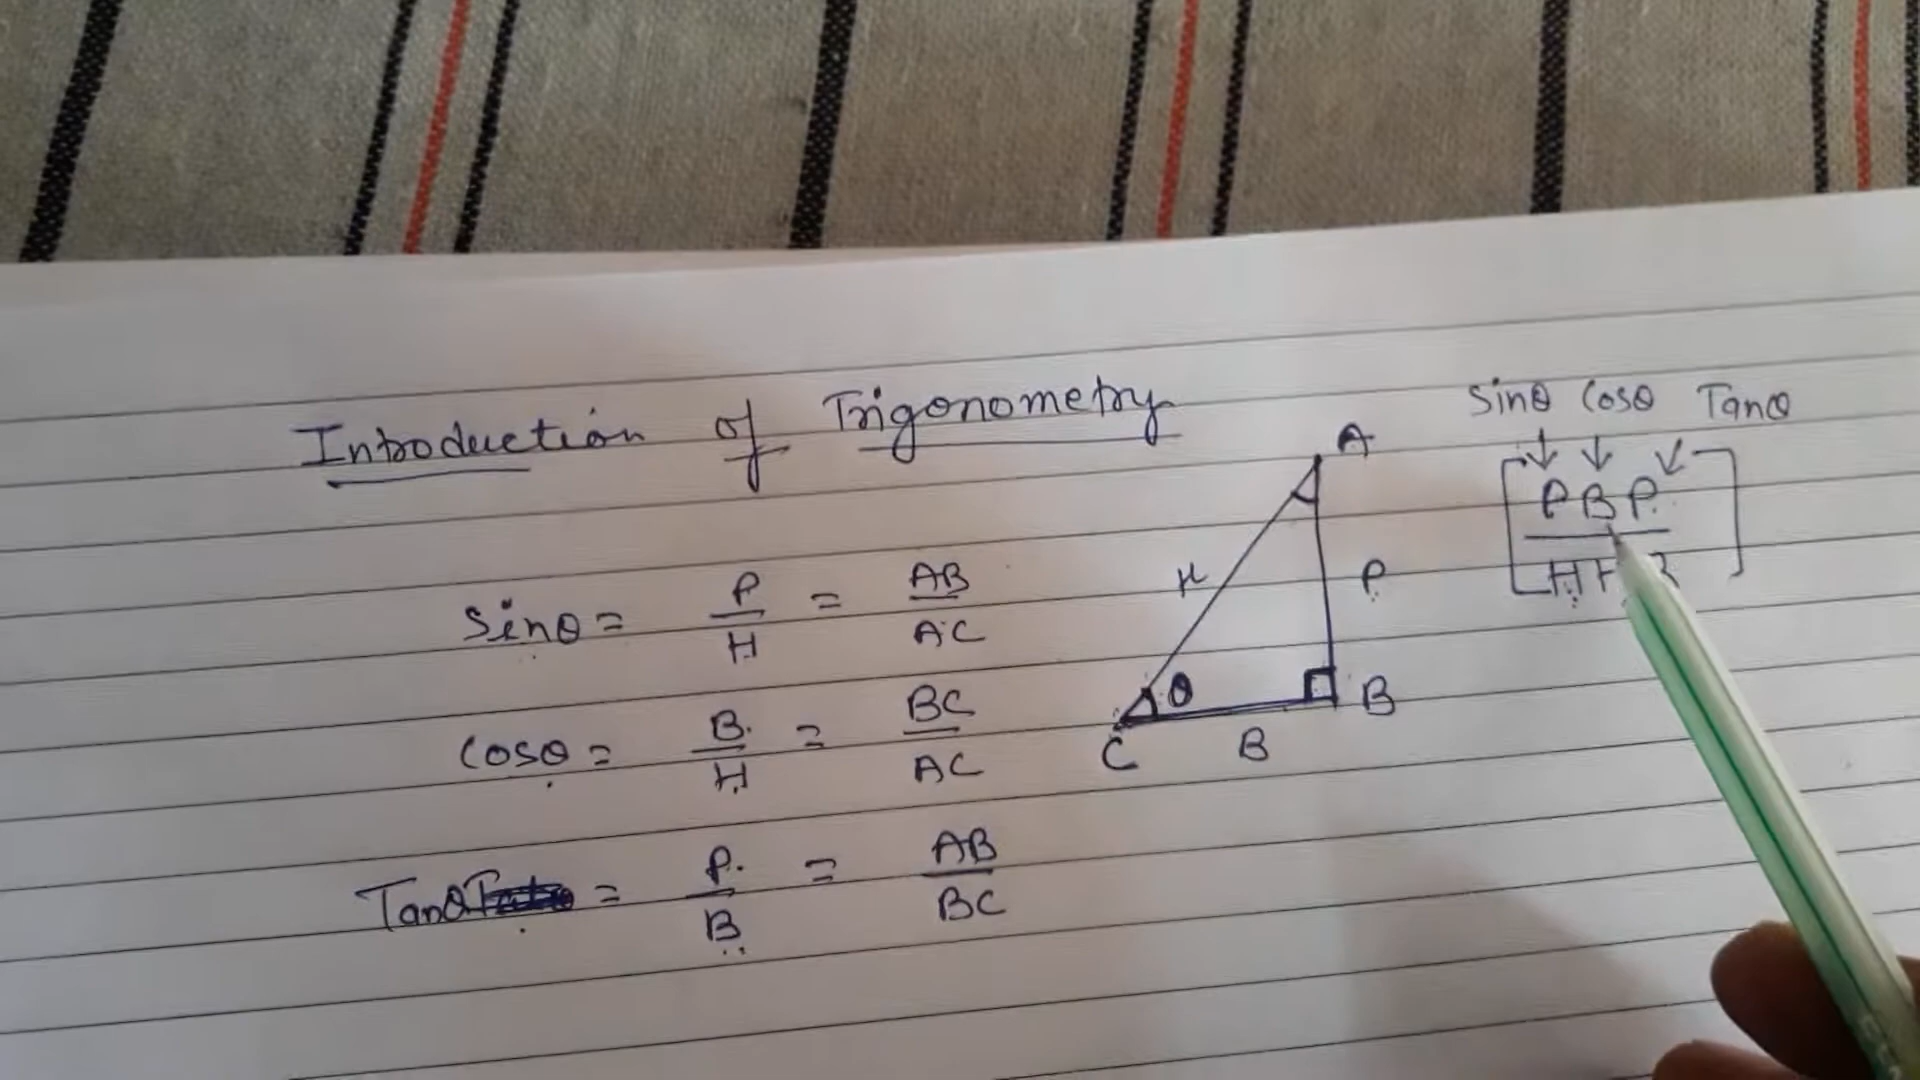 Introduction of Trigonometry
Sinθ = P/H = AB/AC
Cosθ = B/H = BC/AC
Tanθ = P/B = AB/BC
A
H
P
θ
C
B
B
Sinθ Cosθ Tanθ
P B P
H H B